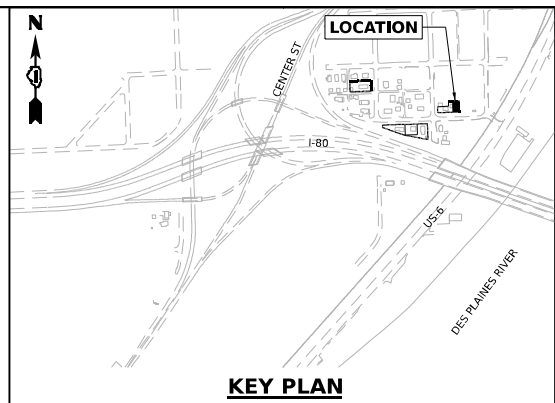 N
LOCATION
CENTER ST
I-80
US-6
DES PLAINES RIVER
KEY PLAN